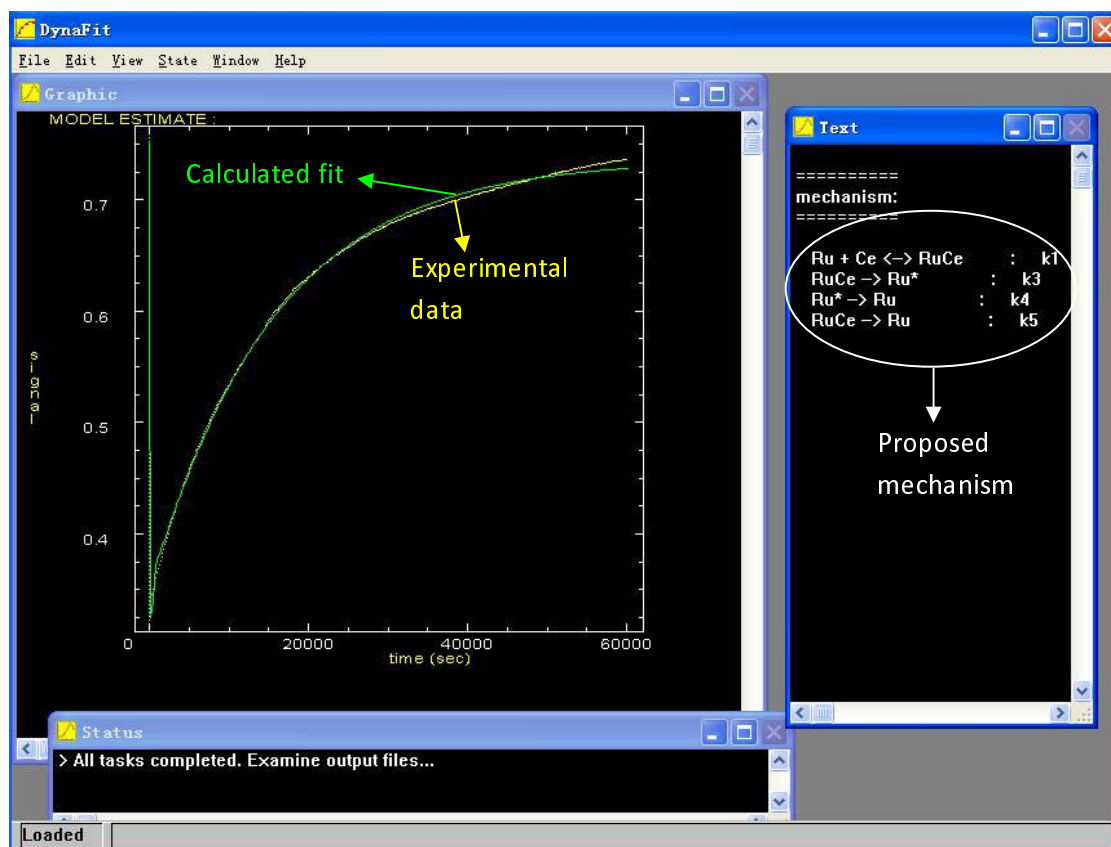 DynaFit
File Edit View State Window Help
Graphic
MODEL ESTIMATE :
Calculated fit
Experimental
data
0.7
0.6
0.5
0.4
signal
0 20000 40000 60000
time (sec)
Text
==========
mechanism:
==========
Ru + Ce <-> RuCe : k1
RuCe -> Ru* : k3
Ru* -> Ru : k4
RuCe -> Ru : k5
Proposed
mechanism
Status
> All tasks completed. Examine output files...
Loaded